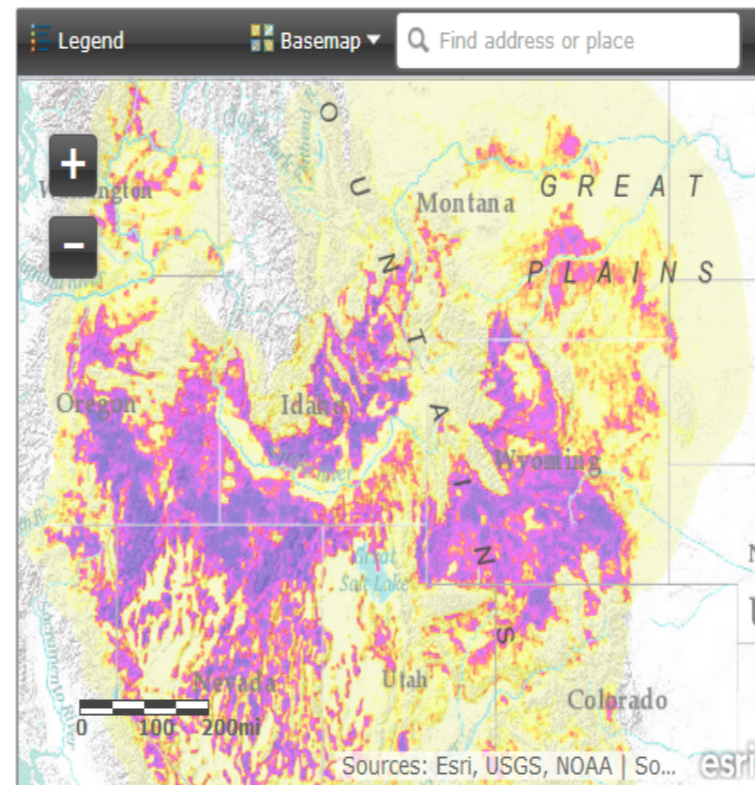 Legend
Basemap
Find address or place
+
−
Washington
Montana
GREAT
PLAINS
OUNTAINS
Oregon
Idaho
Wyoming
Great
Salt Lake
Nevada
Utah
Colorado
0 100 200mi
Sources: Esri, USGS, NOAA | So...
esri